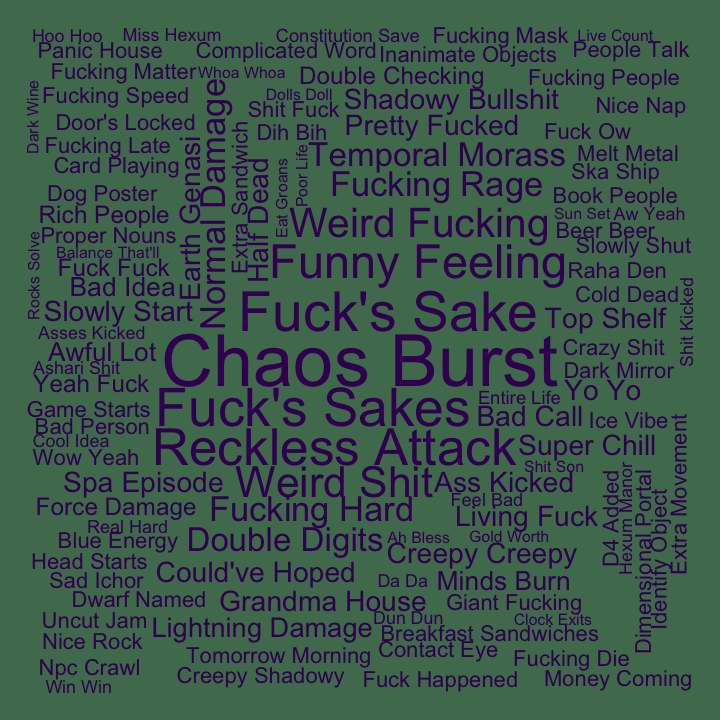 Hoo Hoo
Miss Hexum
Constitution Save
Fucking Mask
Live Count
Panic House
Complicated Word
Inanimate Objects
People Talk
Fucking Matter
Whoa Whoa
Double Checking
Fucking People
Dark Wine
Fucking Speed
Dolls Doll
Shit Fuck
Shadowy Bullshit
Nice Nap
Door's Locked
Dih Bih
Pretty Fucked
Fuck Ow
Fucking Late
Normal Damage
Extra Sandwich
Poor Life
Temporal Morass
Melt Metal
Card Playing
Earth Genasi
Half Dead
Eat Groans
Fucking Rage
Ska Ship
Dog Poster
Book People
Rich People
Weird Fucking
Sun Set
Aw Yeah
Proper Nouns
Beer Beer
Rocks Solve
Balance That'll
Slowly Shut
Fuck Fuck
Funny Feeling
Raha Den
Bad Idea
Cold Dead
Shit Kicked
Slowly Start
Fuck's Sake
Top Shelf
Asses Kicked
Awful Lot
Chaos Burst
Crazy Shit
Ashari Shit
Dark Mirror
Yeah Fuck
Entire Life
Yo Yo
Game Starts
Fuck's Sakes
Bad Call
Ice Vibe
Bad Person
Cool Idea
Reckless Attack
Super Chill
Extra Movement
Wow Yeah
Shit Son
Spa Episode
Weird Shit
Ass Kicked
D4 Added
Hexum Manor
Dimensional Portal
Identity Object
Force Damage
Fucking Hard
Feel Bad
Living Fuck
Real Hard
Blue Energy
Double Digits
Ah Bless
Gold Worth
Head Starts
Creepy Creepy
Sad Ichor
Could've Hoped
Da Da
Minds Burn
Dwarf Named
Grandma House
Giant Fucking
Uncut Jam
Lightning Damage
Dun Dun
Clock Exits
Nice Rock
Breakfast Sandwiches
Tomorrow Morning
Contact Eye
Fucking Die
Npc Crawl
Creepy Shadowy
Fuck Happened
Money Coming
Win Win